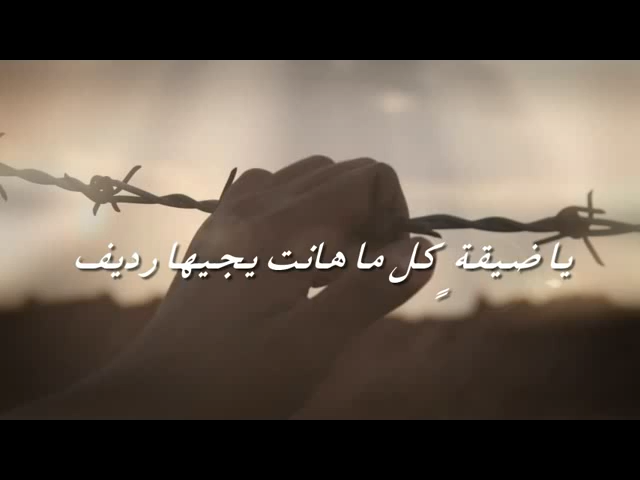 يا ضيقة ٍ كل ما هانت يجيها رديف